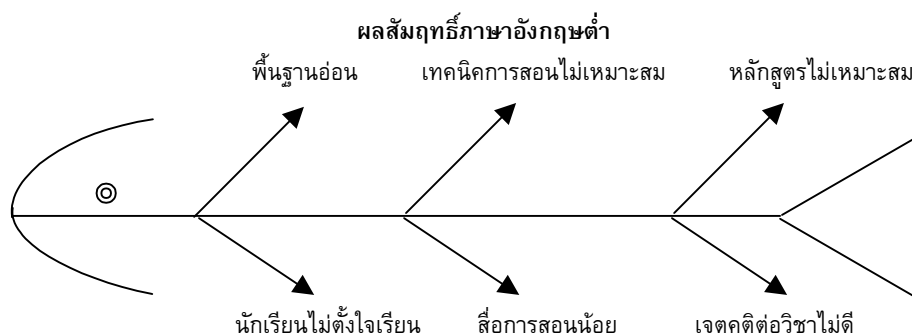 ผลสัมฤทธิ์ภาษาอังกฤษต่ำ
พื้นฐานอ่อน เทคนิคการสอนไม่เหมาะสม หลักสูตรไม่เหมาะสม
นักเรียนไม่ตั้งใจเรียน สื่อการสอนน้อย เจตคติต่อวิชาไม่ดี